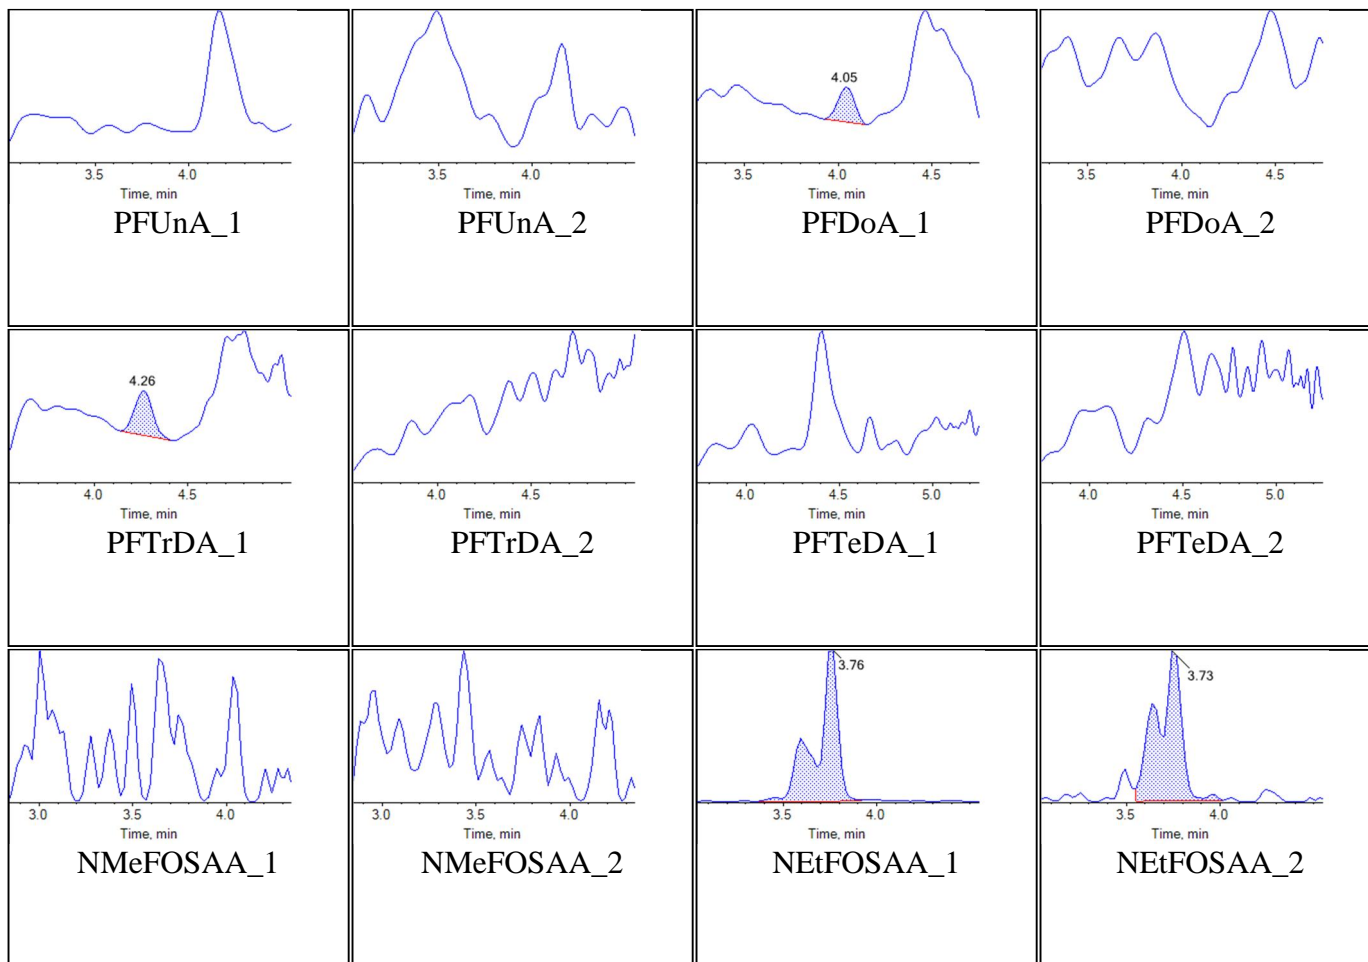 3.5 4.0
Time, min
PFUnA_1
3.5 4.0
Time, min
PFUnA_2
4.05
3.5 4.0 4.5
Time, min
PFDoA_1
3.5 4.0 4.5
Time, min
PFDoA_2
4.26
4.0 4.5
Time, min
PFTrDA_1
4.0 4.5
Time, min
PFTrDA_2
4.0 4.5 5.0
Time, min
PFTeDA_1
4.0 4.5 5.0
Time, min
PFTeDA_2
3.0 3.5 4.0
Time, min
NMeFOSAA_1
3.0 3.5 4.0
Time, min
NMeFOSAA_2
3.76
3.5 4.0
Time, min
NEtFOSAA_1
3.73
3.5 4.0
Time, min
NEtFOSAA_2